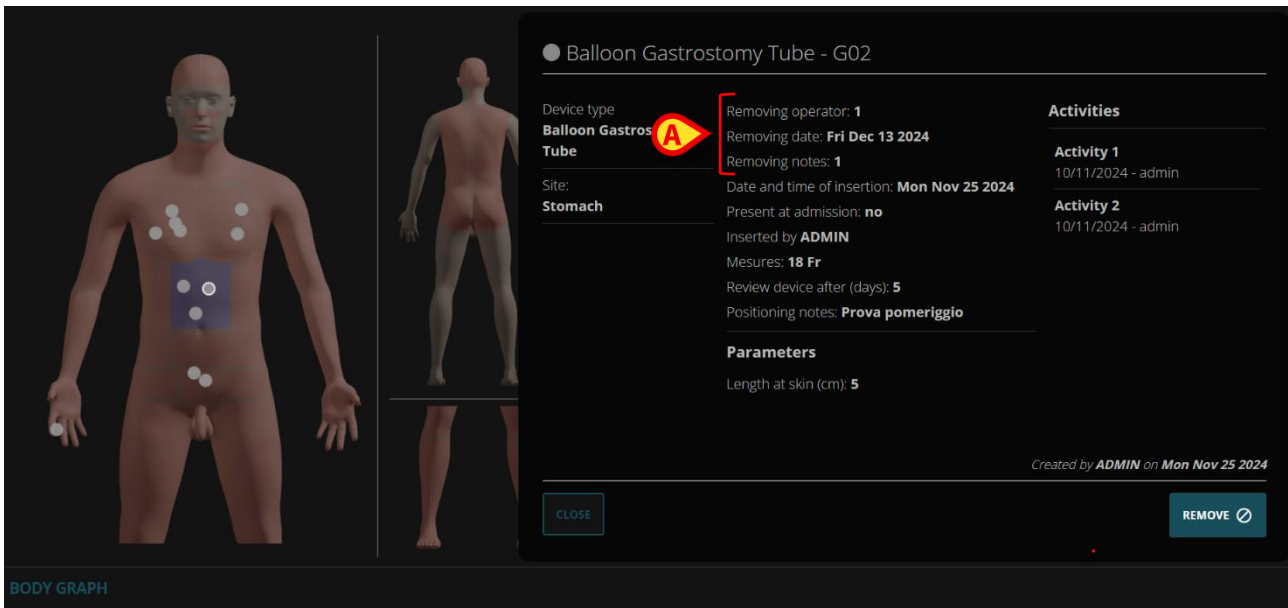 Balloon Gastrostomy Tube - G02
Device type
Balloon Gastros
Tube
Site:
Stomach
A
Removing operator: 1
Removing date: Fri Dec 13 2024
Removing notes: 1
Date and time of insertion: Mon Nov 25 2024
Present at admission: no
Inserted by ADMIN
Mesures: 18 Fr
Review device after (days): 5
Positioning notes: Prova pomeriggio
Parameters
Length at skin (cm): 5
Activities
Activity 1
10/11/2024 - admin
Activity 2
10/11/2024 - admin
Created by ADMIN on Mon Nov 25 2024
CLOSE
REMOVE
BODY GRAPH